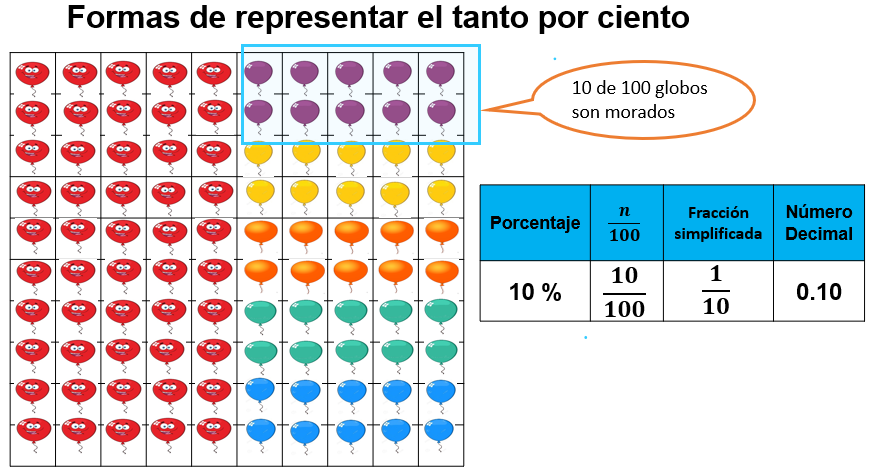 Formas de representar el tanto por ciento
10 de 100 globos
son morados
Porcentaje
n/100
Fracción
simplificada
Número
Decimal
10 %
10/100
1/10
0.10